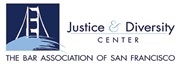 Justice & Diversity
CENTER
THE BAR ASSOCIATION OF SAN FRANCISCO